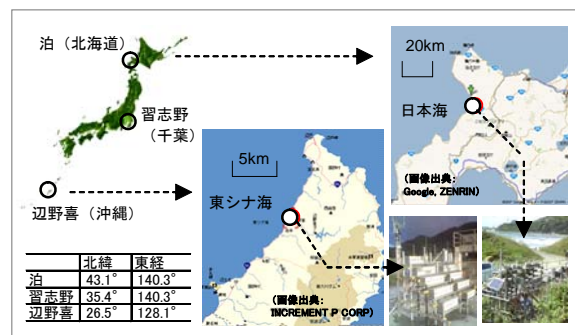 泊（北海道）
習志野
（千葉）
辺野喜（沖縄）
20km
日本海
（画像出典：
Google, ZENRIN）
5km
東シナ海
（画像出典：
INCREMENT P CORP）
北緯 東経
泊 43.1° 140.3°
習志野 35.4° 140.3°
辺野喜 26.5° 128.1°